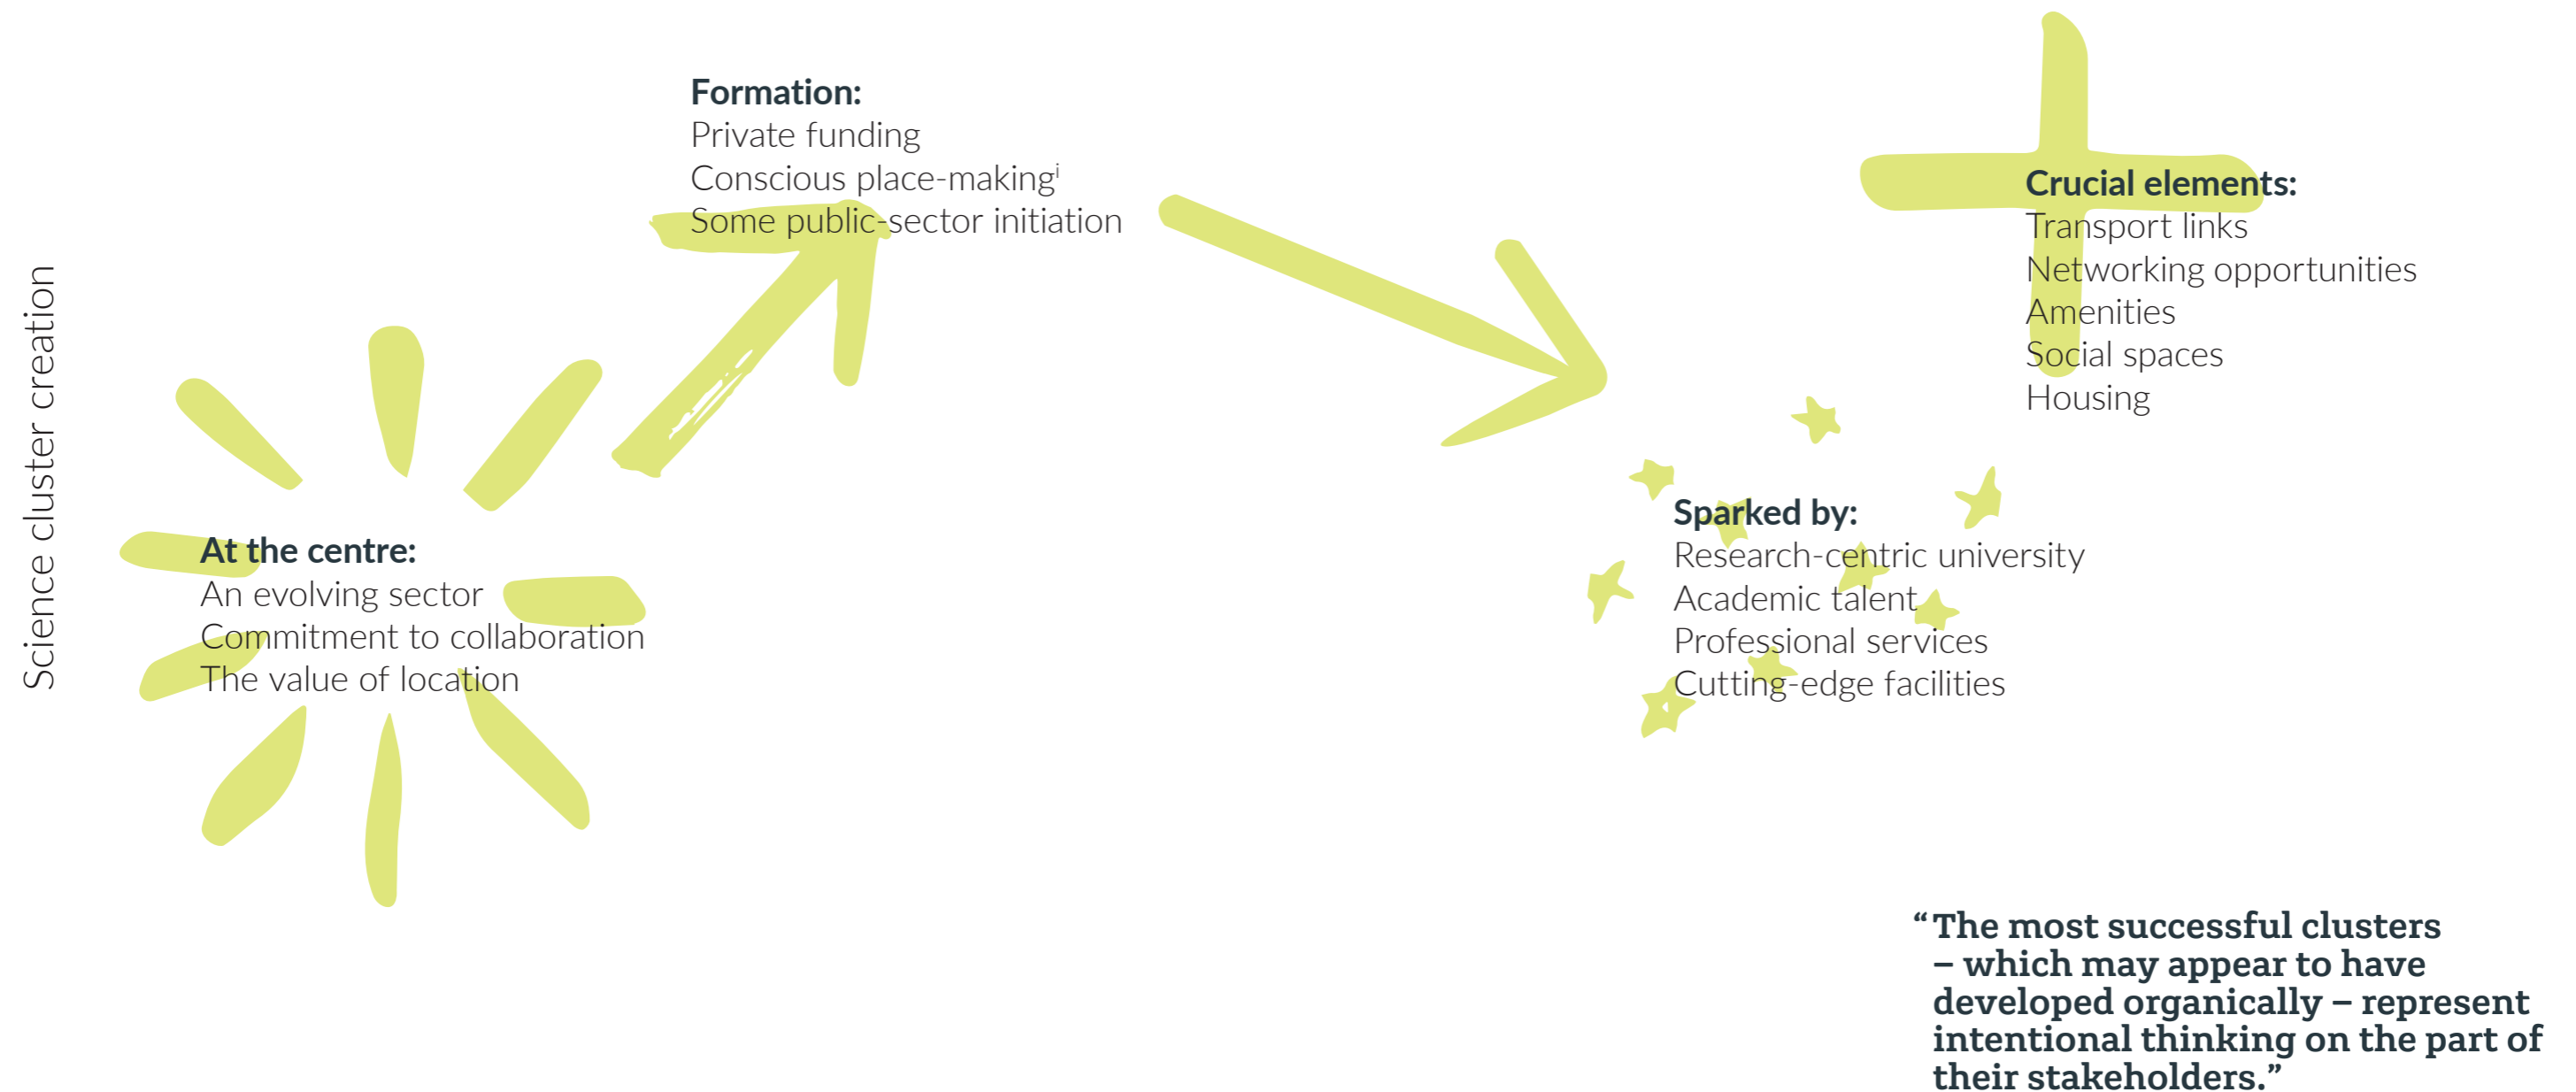 Science cluster creation
At the centre:
An evolving sector
Commitment to collaboration
The value of location
Formation:
Private funding
Conscious place-makingⁱ
Some public-sector initiation
Sparked by:
Research-centric university
Academic talent
Professional services
Cutting-edge facilities
Crucial elements:
Transport links
Networking opportunities
Amenities
Social spaces
Housing
“The most successful clusters
– which may appear to have
developed organically – represent
intentional thinking on the part of
their stakeholders.”